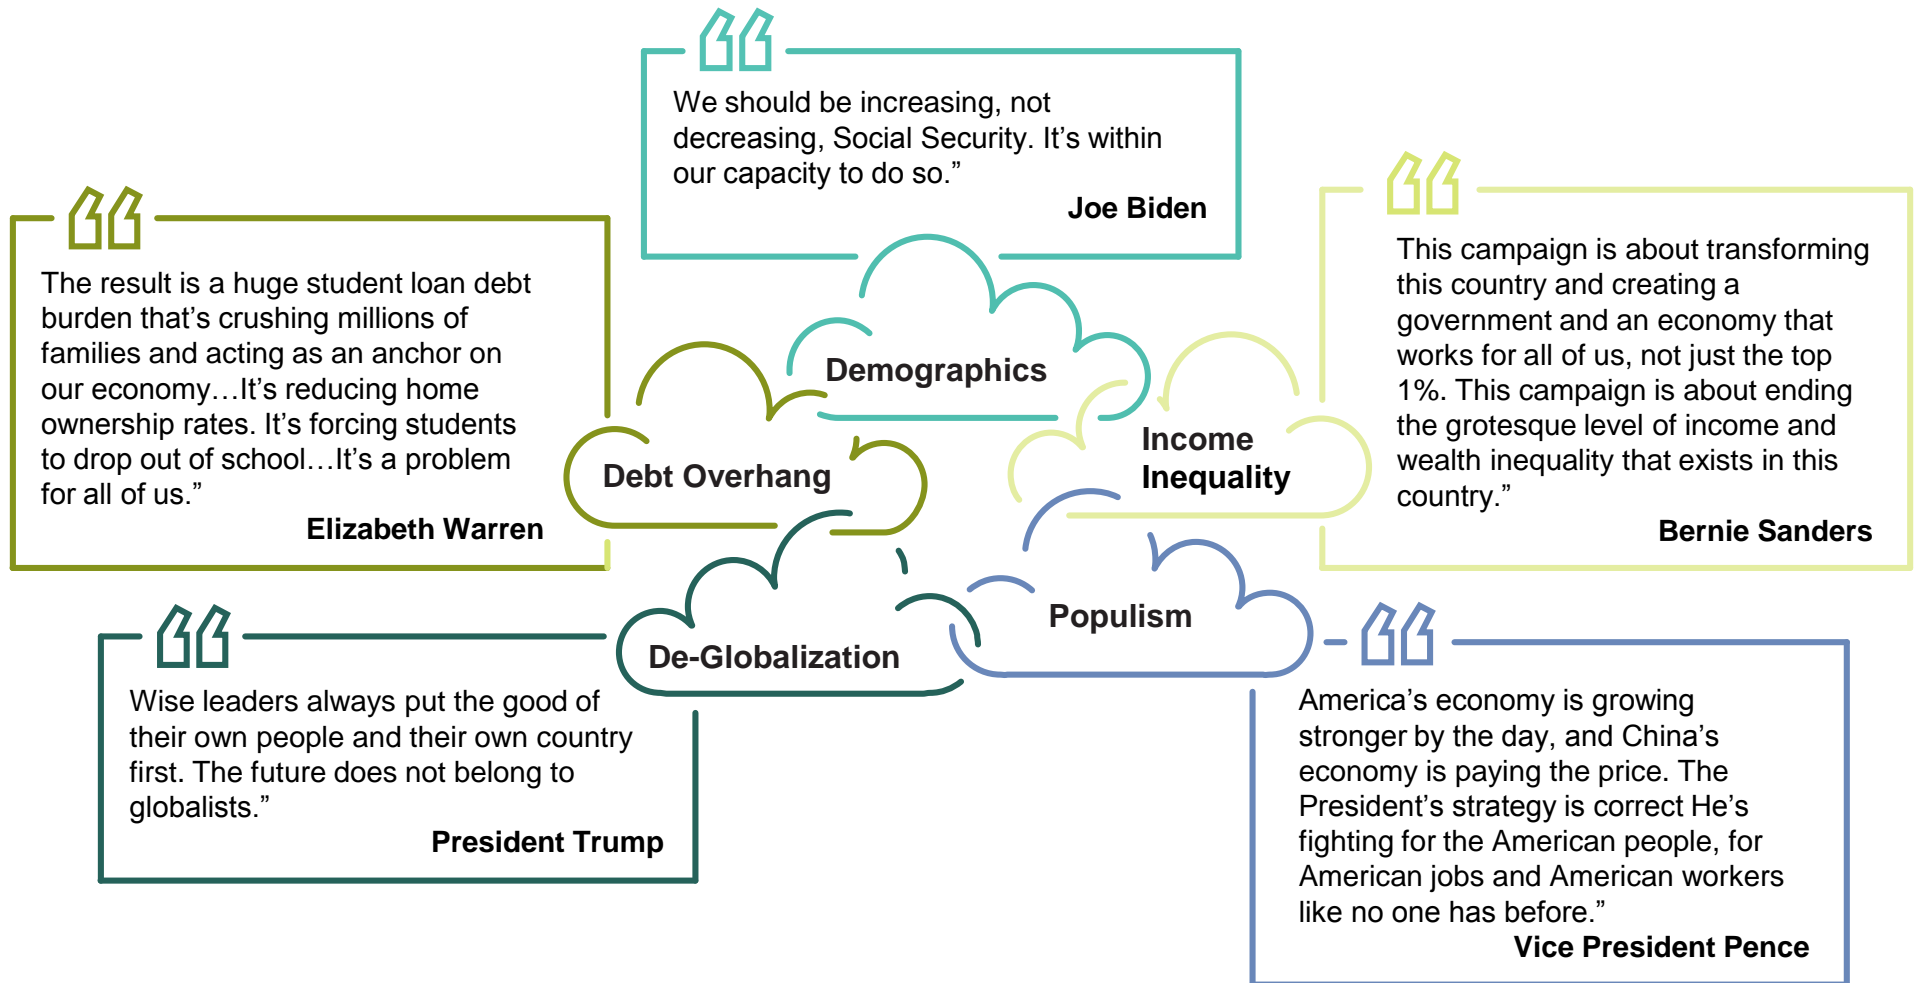 We should be increasing, not
decreasing, Social Security. It’s within
our capacity to do so.”
Joe Biden
The result is a huge student loan debt
burden that’s crushing millions of
families and acting as an anchor on
our economy…It’s reducing home
ownership rates. It’s forcing students
to drop out of school…It’s a problem
for all of us.”
Elizabeth Warren
This campaign is about transforming
this country and creating a
government and an economy that
works for all of us, not just the top
1%. This campaign is about ending
the grotesque level of income and
wealth inequality that exists in this
country.”
Bernie Sanders
Demographics
Debt Overhang
Income
Inequality
De-Globalization
Populism
Wise leaders always put the good of
their own people and their own country
first. The future does not belong to
globalists.”
President Trump
America’s economy is growing
stronger by the day, and China’s
economy is paying the price. The
President’s strategy is correct He’s
fighting for the American people, for
American jobs and American workers
like no one has before.”
Vice President Pence